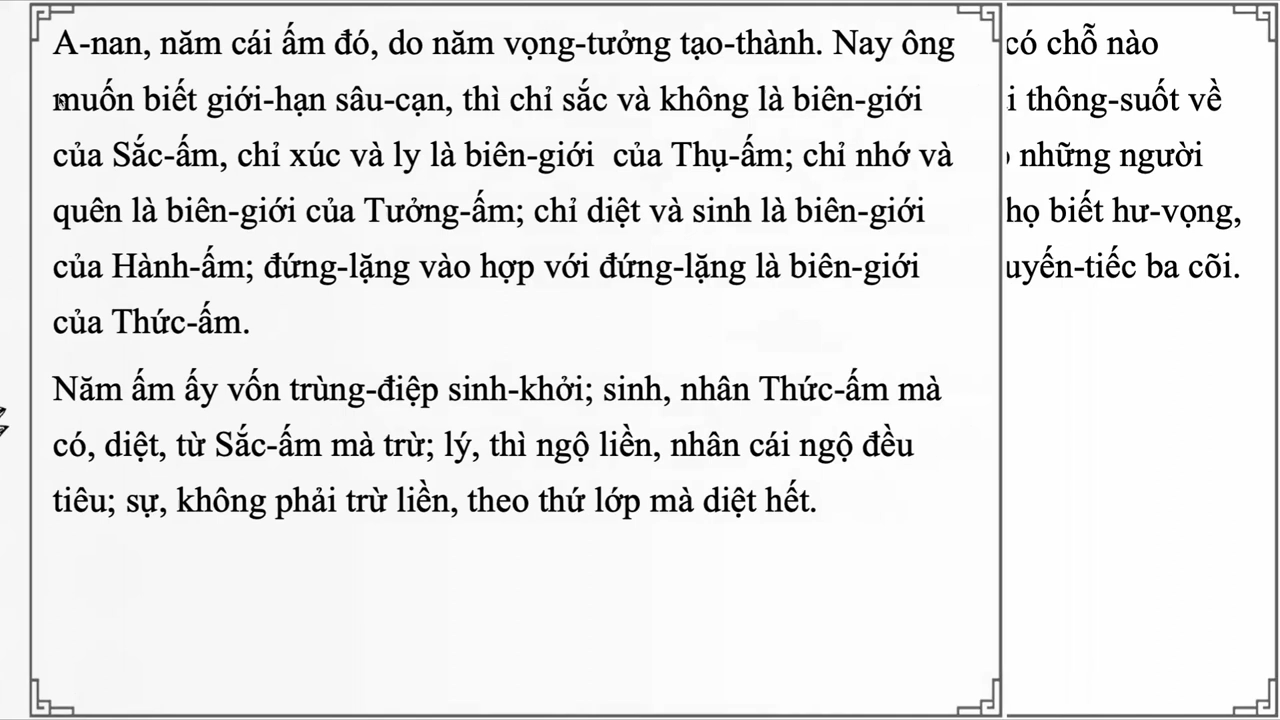 A-nan, năm cái ấm đó, do năm vọng-tưởng tạo-thành. Nay ông
muốn biết giới-hạn sâu-cạn, thì chỉ sắc và không là biên-giới
của Sắc-ấm, chỉ xúc và ly là biên-giới của Thụ-ấm; chỉ nhớ và
quên là biên-giới của Tưởng-ấm; chỉ diệt và sinh là biên-giới
của Hành-ấm; đứng-lặng vào hợp với đứng-lặng là biên-giới
của Thức-ấm.
Năm ấm ấy vốn trùng-điệp sinh-khởi; sinh, nhân Thức-ấm mà
có, diệt, từ Sắc-ấm mà trừ; lý, thì ngộ liền, nhân cái ngộ đều
tiêu; sự, không phải trừ liền, theo thứ lớp mà diệt hết.
có chỗ nào
thông-suốt về
những người
họ biết hư-vọng,
ba cõi.